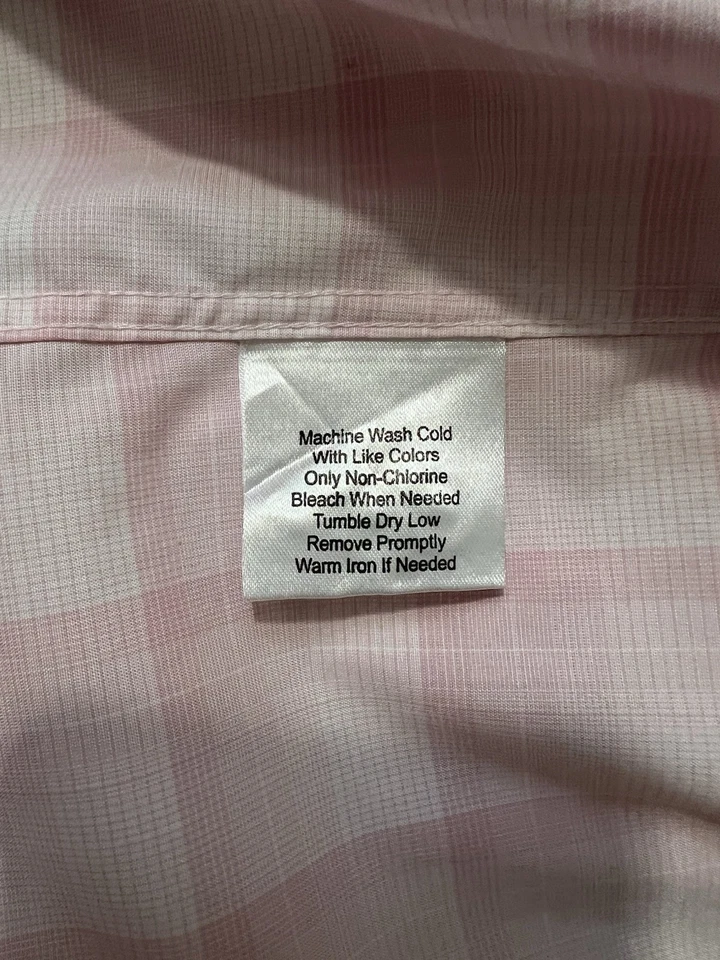 Machine Wash Cold
With Like Colors
Only Non-Chlorine
Bleach When Needed
Tumble Dry Low
Remove Promptly
Warm Iron If Needed